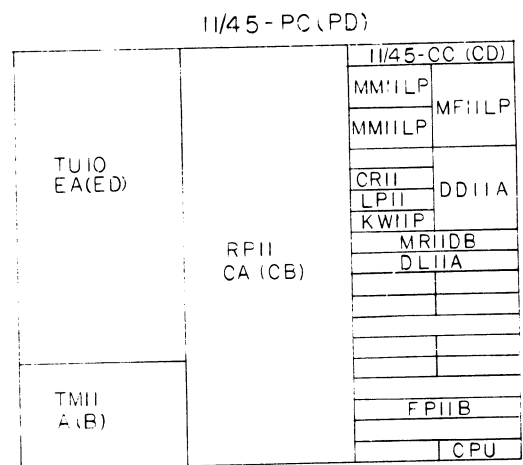 11/45-PC(PD)
11/45-CC (CD)
MM11LP
MF11LP
MM11LP
TU10
EA(ED)
CR11
DD11A
LP11
KW11P
RP11
CA (CB)
MR11DB
DL11A
TM11
A(B)
FP11B
CPU